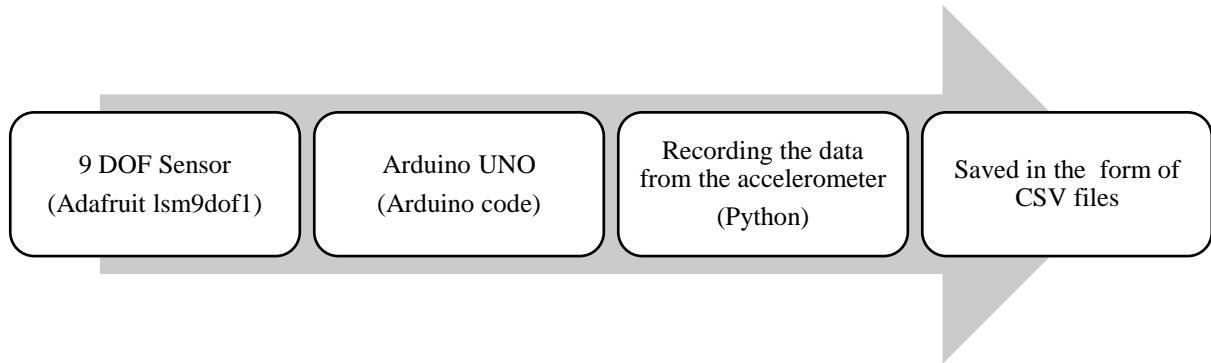 9 DOF Sensor
(Adafruit lsm9dof1)
Arduino UNO
(Arduino code)
Recording the data
from the accelerometer
(Python)
Saved in the  form of
CSV files